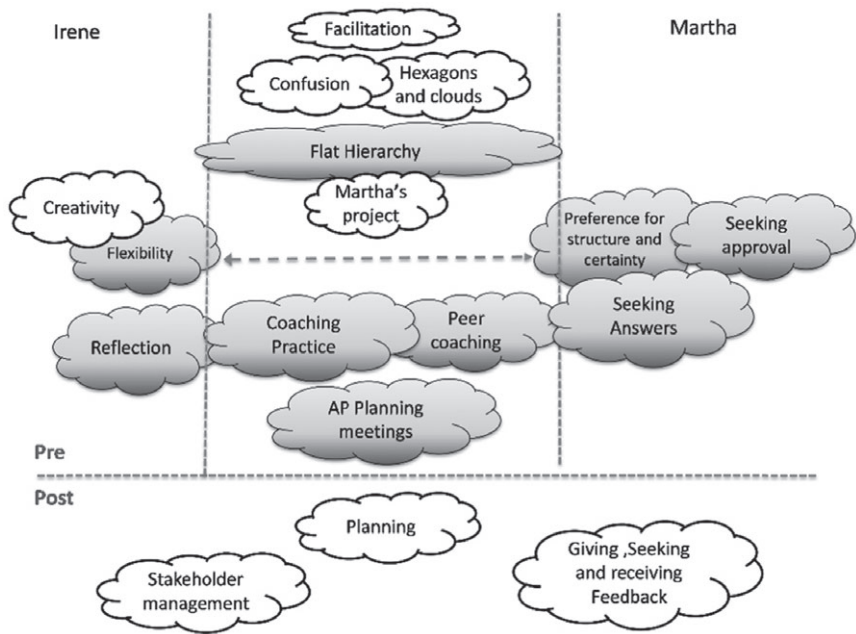 Irene
Martha
Facilitation
Confusion
Hexagons
and clouds
Flat Hierarchy
Martha's
project
Creativity
Flexibility
Preference for
structure and
certainty
Seeking
approval
Reflection
Coaching
Practice
Peer
coaching
Seeking
Answers
AP Planning
meetings
Pre
Post
Planning
Stakeholder
management
Giving ,Seeking
and receiving
Feedback